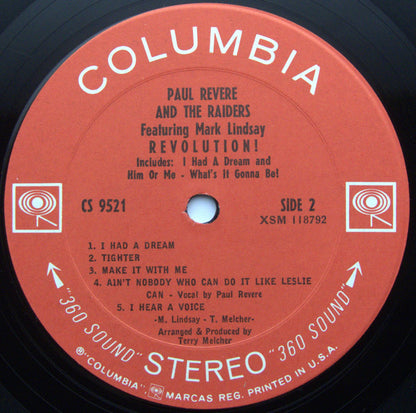 COLUMBIA
PAUL REVERE
AND THE RAIDERS
Featuring Mark Lindsay
REVOLUTION!
Includes: I Had A Dream and
Him Or Me - What's It Gonna Be!
CS 9521
SIDE 2
XSM 118792
1. I HAD A DREAM
2. TIGHTER
3. MAKE IT WITH ME
4. AIN'T NOBODY WHO CAN DO IT LIKE LESLIE
CAN - Vocal by Paul Revere
5. I HEAR A VOICE
-M. Lindsay - T. Melcher-
Arranged & Produced by
Terry Melcher
"360 SOUND" STEREO "360 SOUND"
® "COLUMBIA" MARCAS REG. PRINTED IN U.S.A.